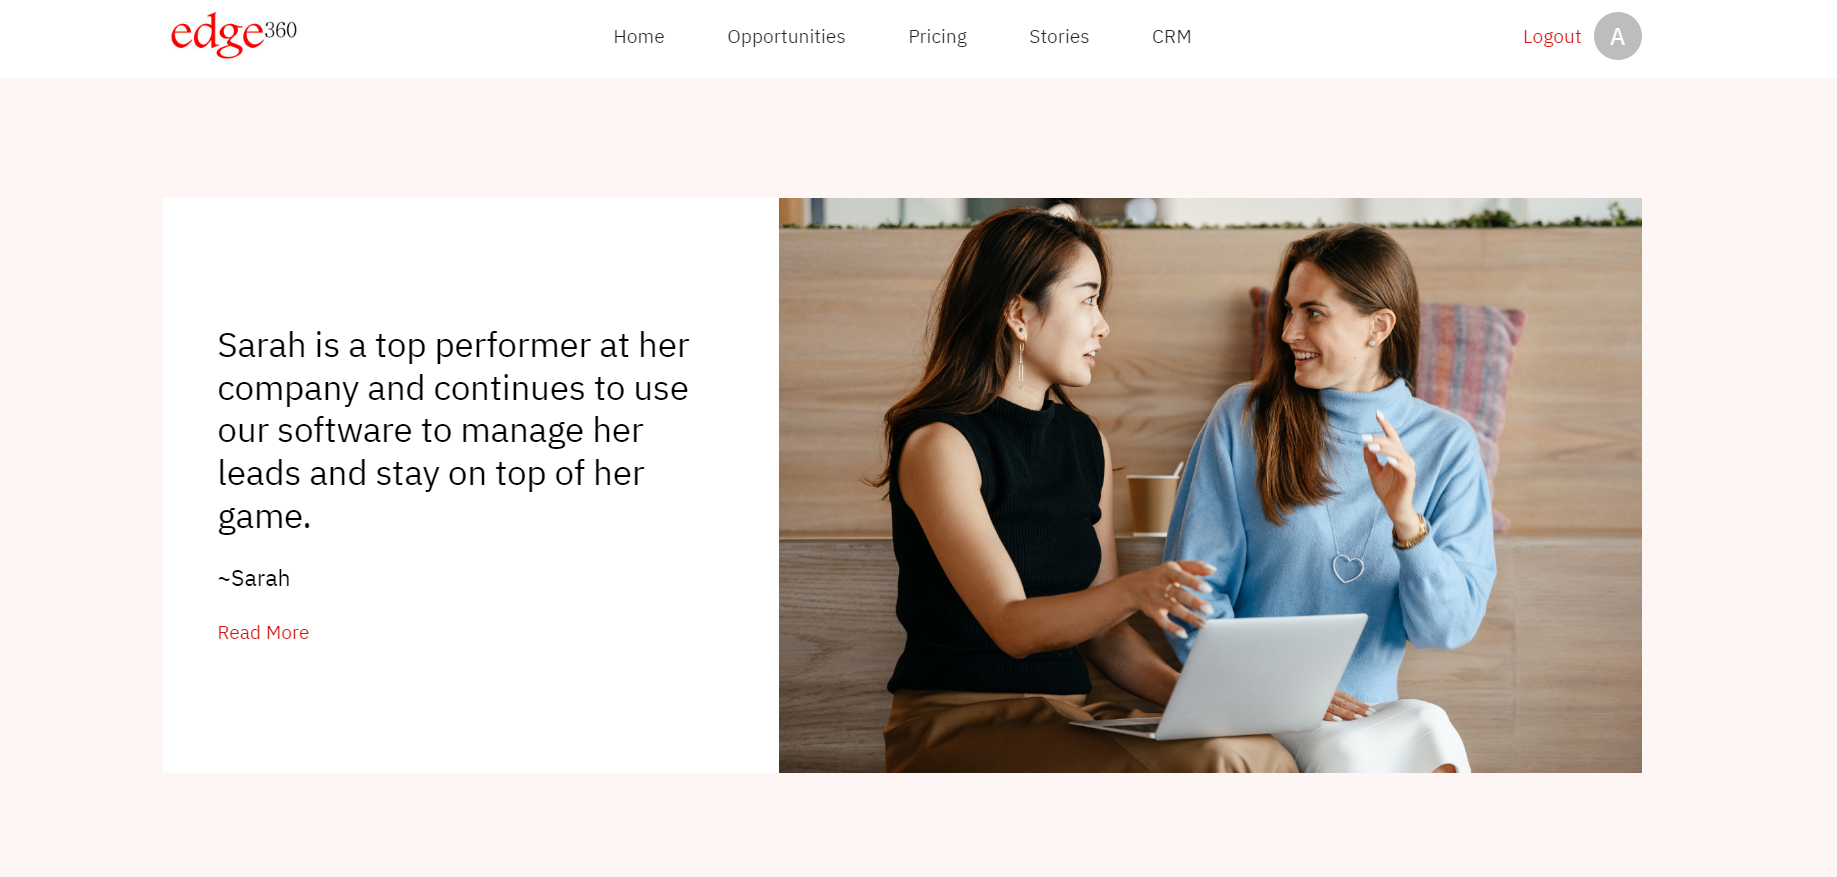 edge360
Home
Opportunities
Pricing
Stories
CRM
Logout
A
Sarah is a top performer at her
company and continues to use
our software to manage her
leads and stay on top of her
game.
~Sarah
Read More